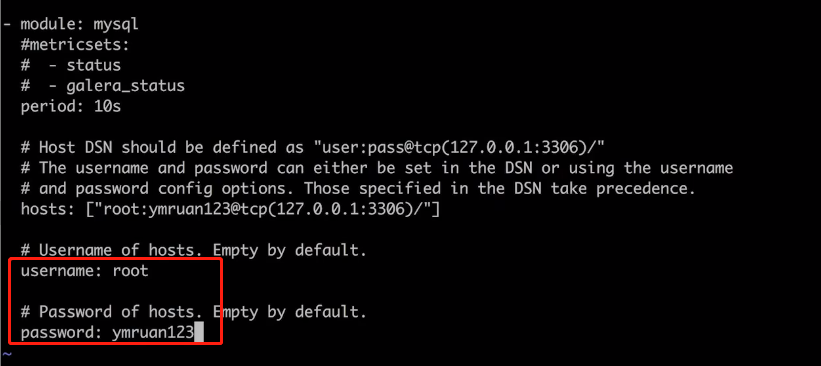 - module: mysql
#metricsets:
#  - status
#  - galera_status
period: 10s
# Host DSN should be defined as "user:pass@tcp(127.0.0.1:3306)/"
# The username and password can either be set in the DSN or using the username
# and password config options. Those specified in the DSN take precedence.
hosts: ["root:ymruan123@tcp(127.0.0.1:3306)/"]
# Username of hosts. Empty by default.
username: root
# Password of hosts. Empty by default.
password: ymruan123
~